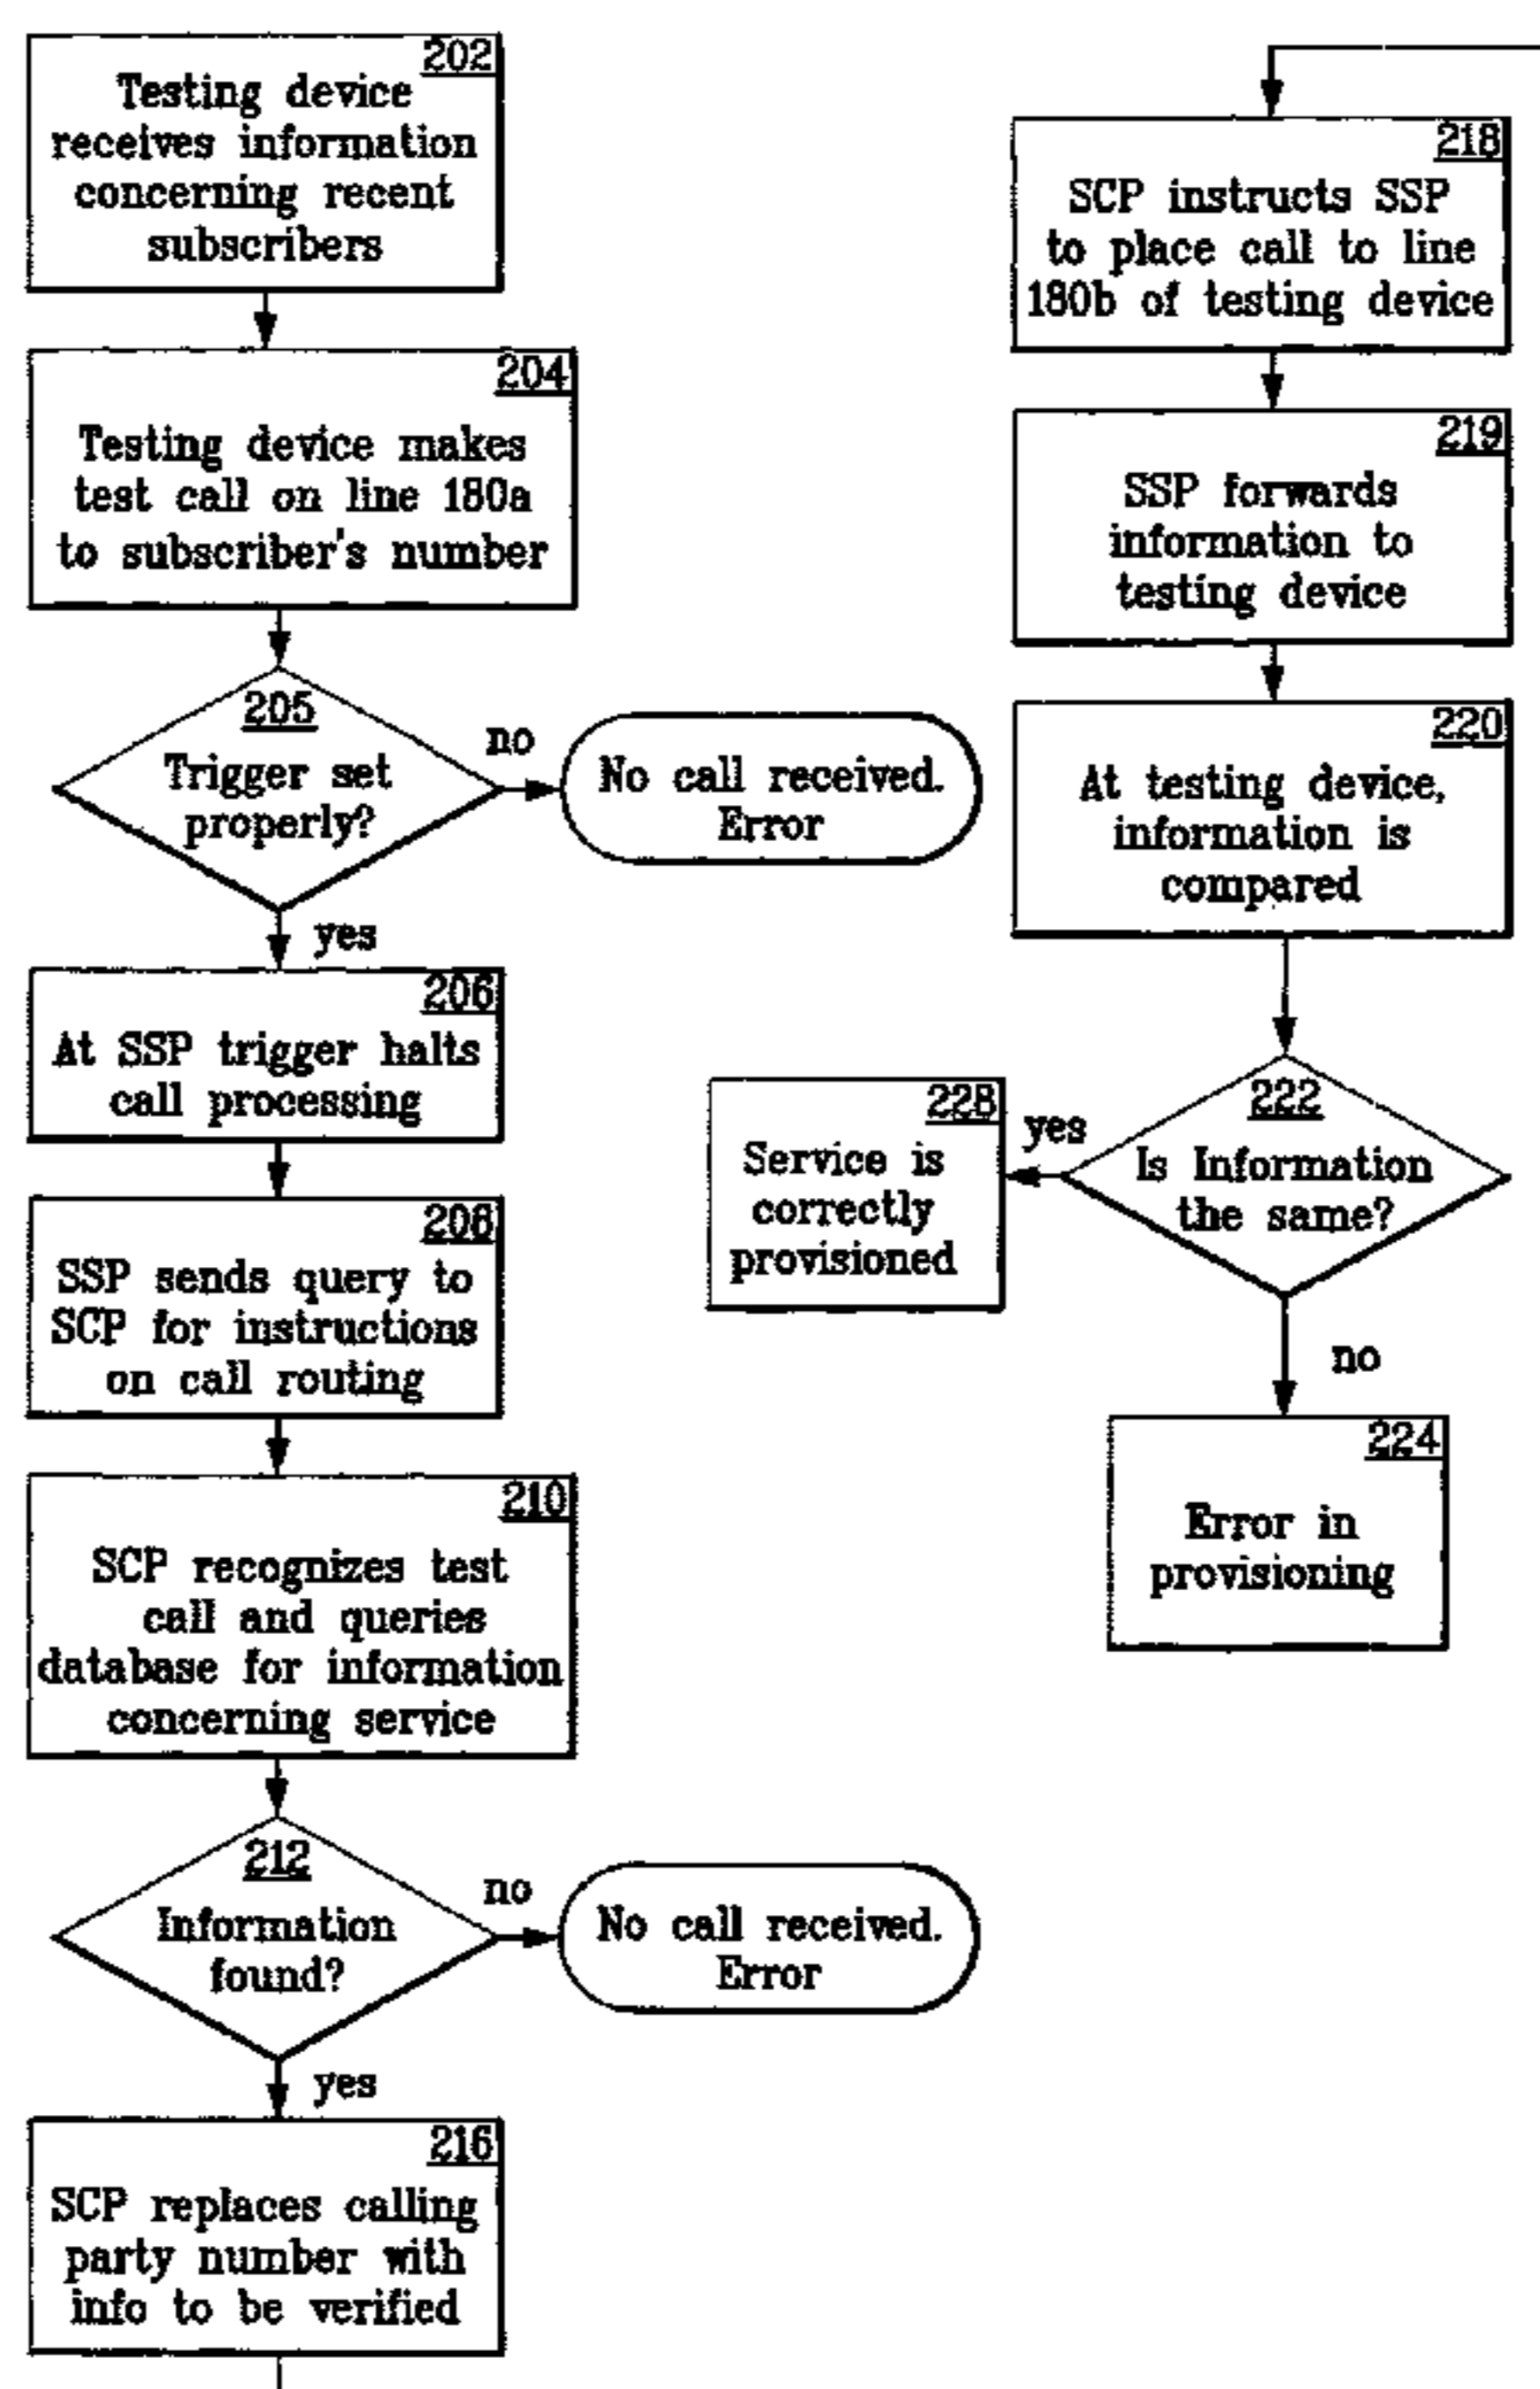 202
Testing device
receives information
concerning recent
subscribers
204
Testing device makes
test call on line 180a
to subscriber's number
205
Trigger set
properly?
no
No call received.
Error
yes
206
At SSP trigger halts
call processing
208
SSP sends query to
SCP for instructions
on call routing
210
SCP recognizes test
call and queries
database for information
concerning service
212
Information
found?
no
No call received.
Error
yes
216
SCP replaces calling
party number with
info to be verified
218
SCP instructs SSP
to place call to line
180b of testing device
219
SSP forwards
information to
testing device
220
At testing device,
information is
compared
222
Is Information
the same?
yes
228
Service is
correctly
provisioned
no
224
Error in
provisioning